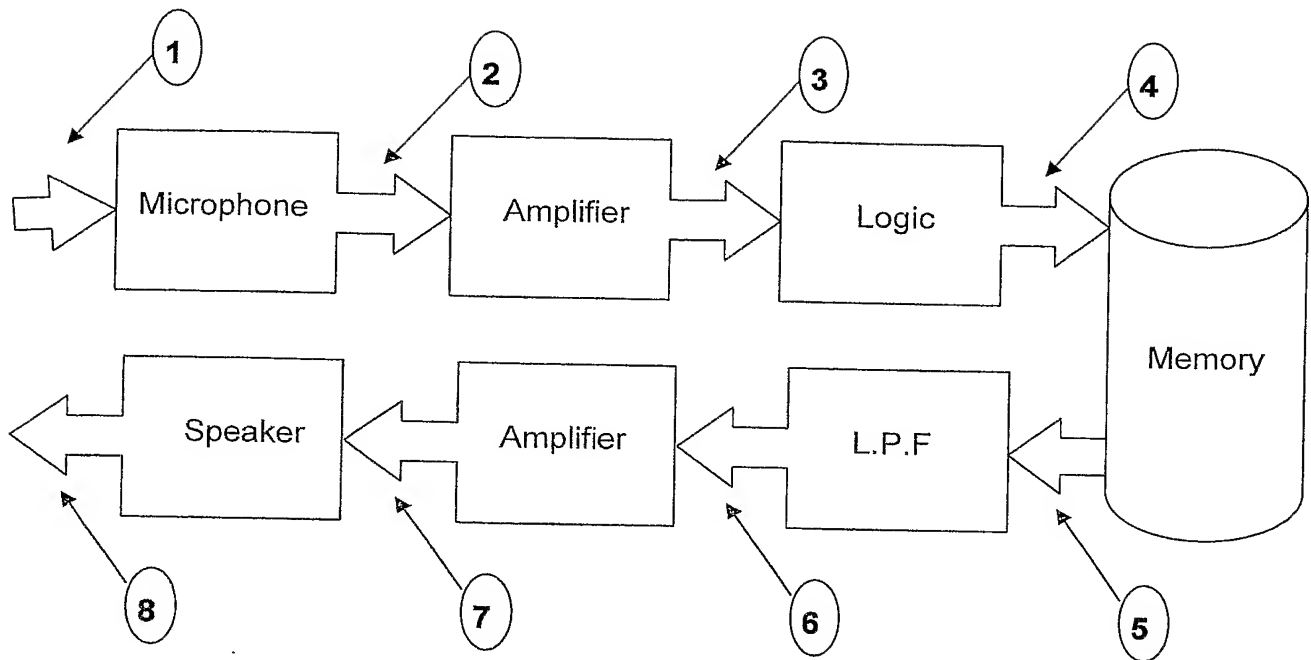 1
2
3
4
Microphone
Amplifier
Logic
Memory
Speaker
Amplifier
L.P.F
8
7
6
5